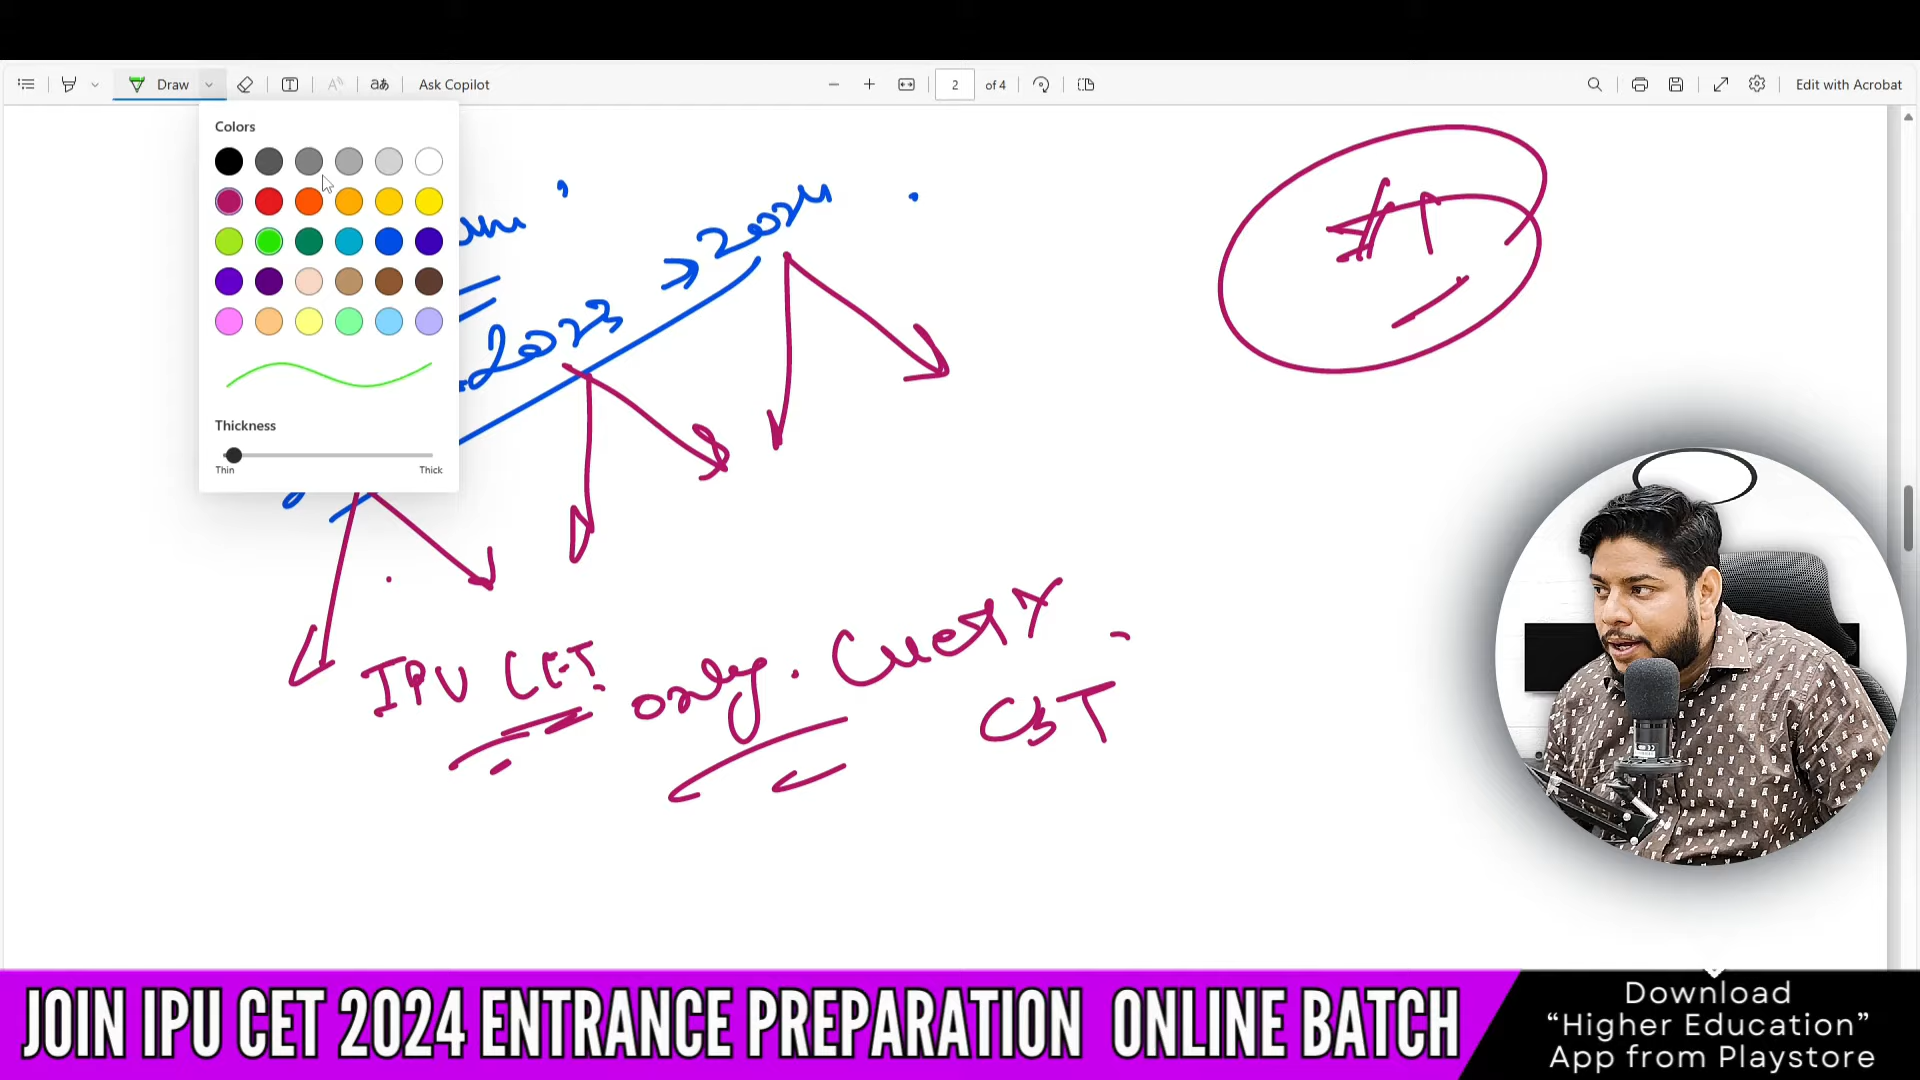 Draw
Ask Copilot
2 of 4
Edit with Acrobat
Colors
Thickness
Thin
Thick
2024
2023
#1
IPU CET only.
CBT
JOIN IPU CET 2024 ENTRANCE PREPARATION ONLINE BATCH
Download
“Higher Education”
App from Playstore